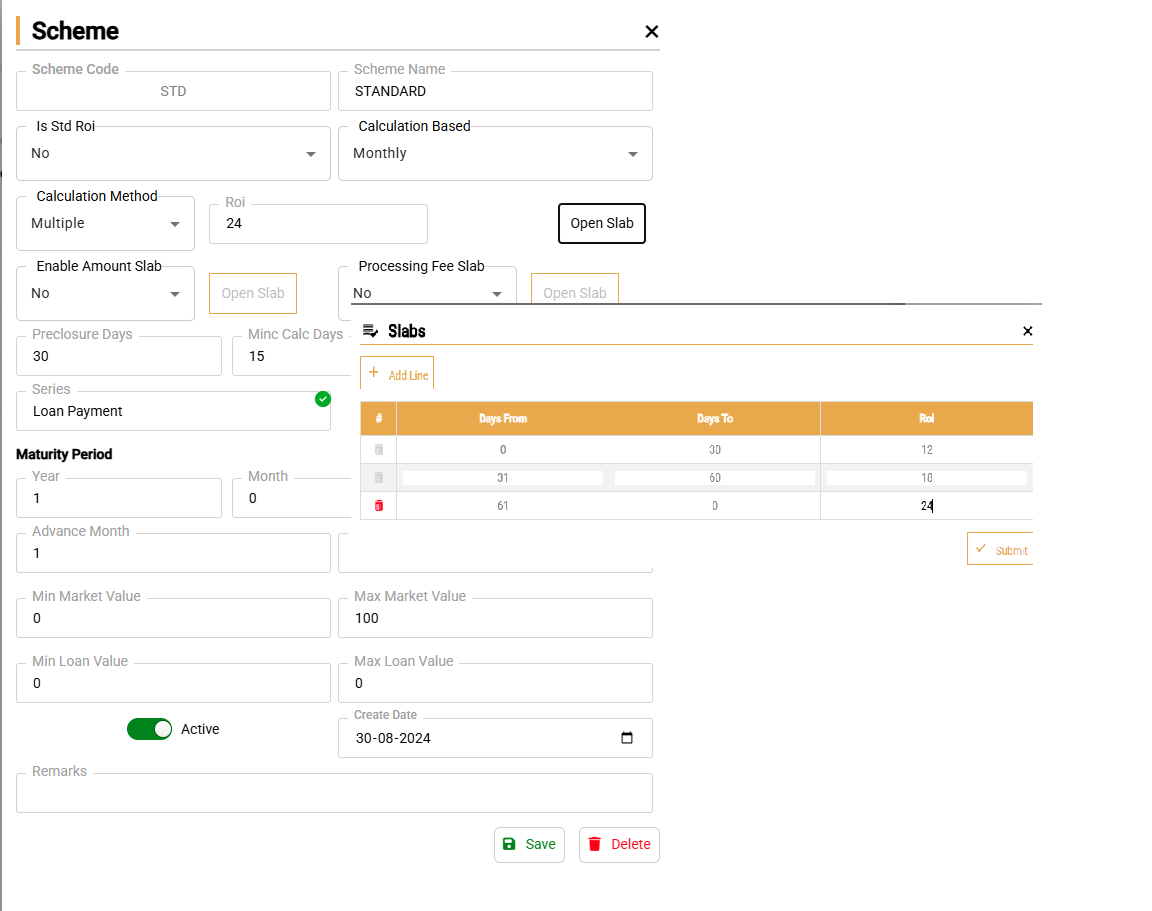 Scheme
Scheme Code
STD
Scheme Name
STANDARD
Is Std Roi
No
Calculation Based
Monthly
Calculation Method
Multiple
Roi
24
Open Slab
Enable Amount Slab
No
Open Slab
Processing Fee Slab
No
Open Slab
Preclosure Days
30
Minc Calc Days
15
Series
Loan Payment
Slabs
Add Line
# Days From Days To Roi
0 30 12
31 60 18
61 0 24
Submit
Maturity Period
Year
1
Month
0
Advance Month
1
Min Market Value
0
Max Market Value
100
Min Loan Value
0
Max Loan Value
0
Active
Create Date
30-08-2024
Remarks
Save
Delete